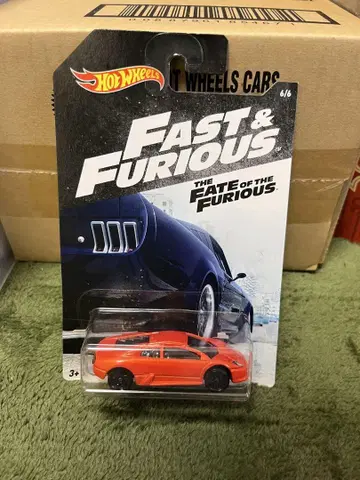 Hot Wheels
T WHEELS CARS
6/6
FAST &
FURIOUS
THE
FATE OF THE
FURIOUS
3+